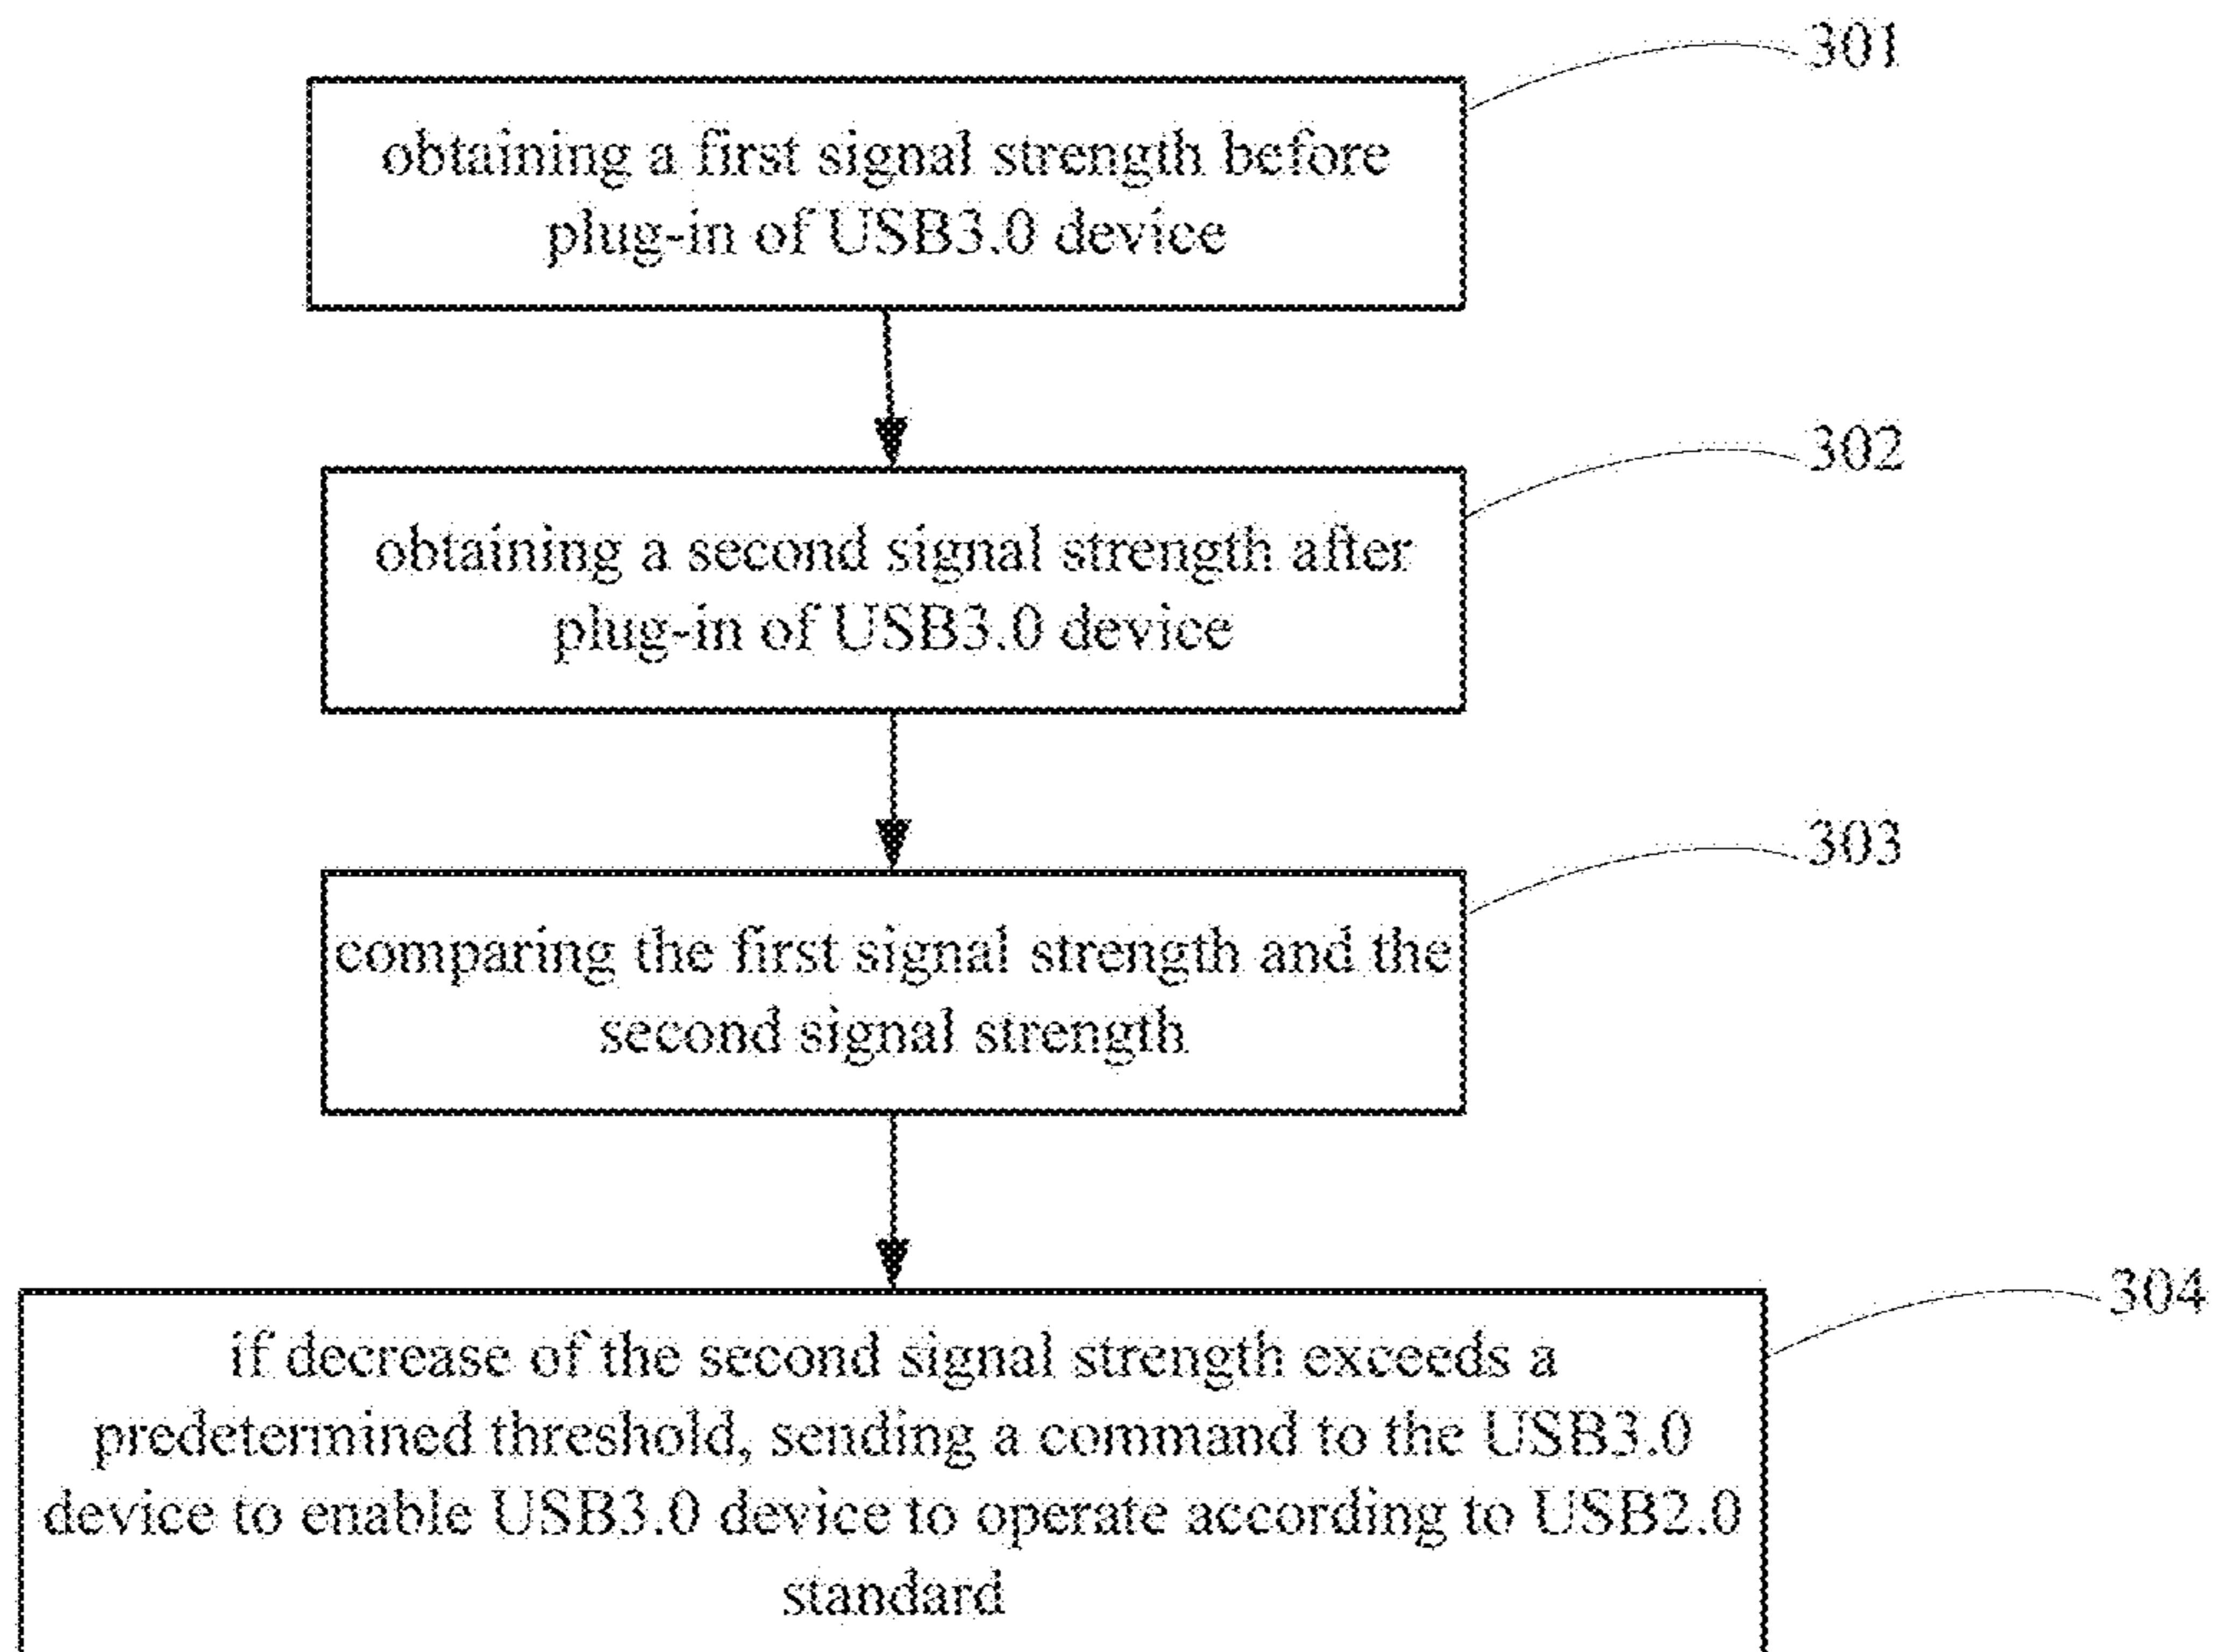 301
obtaining a first signal strength before
plug-in of USB3.0 device
302
obtaining a second signal strength after
plug-in of USB3.0 device
303
comparing the first signal strength and the
second signal strength
304
if decrease of the second signal strength exceeds a
predetermined threshold, sending a command to the USB3.0
device to enable USB3.0 device to operate according to USB2.0
standard